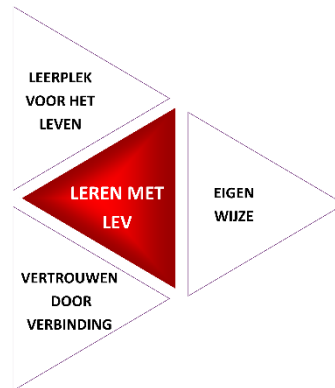 LEERPLEK
VOOR HET
LEVEN
LEREN MET
LEV
EIGEN
WIJZE
VERTROUWEN
DOOR
VERBINDING